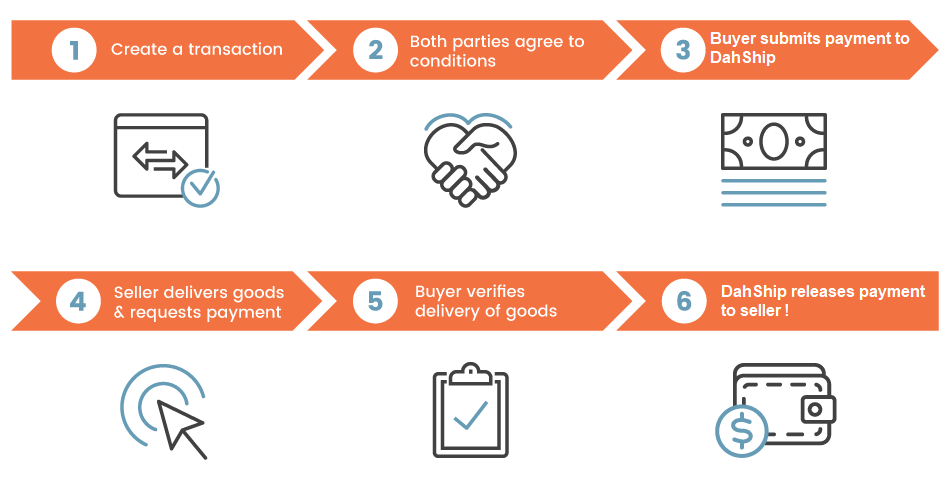 1
Create a transaction
2
Both parties agree to
conditions
3
Buyer submits payment to
DahShip
4
Seller delivers goods
& requests payment
5
Buyer verifies
delivery of goods
6
DahShip releases payment
to seller !
$